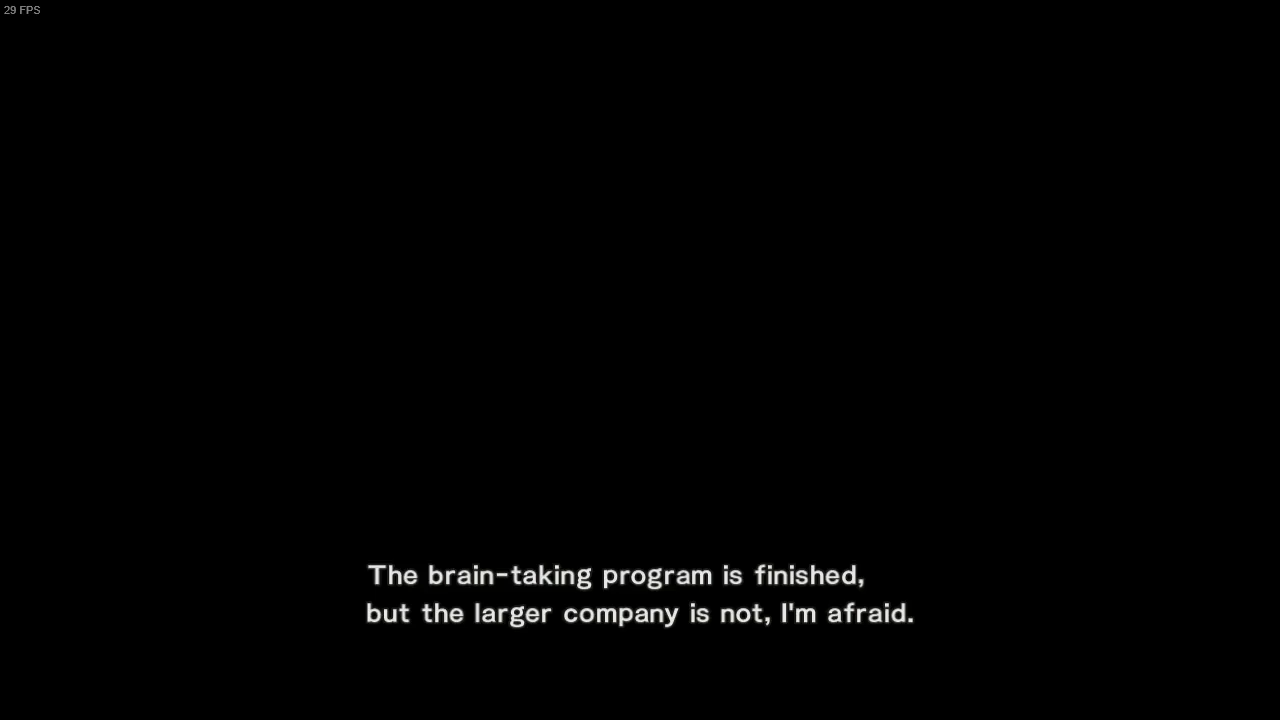 29 FPS
The brain-taking program is finished,
but the larger company is not, I'm afraid.